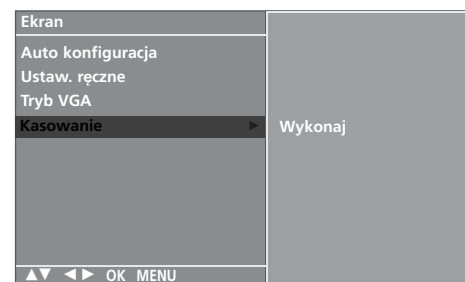 Ekran
Auto konfiguracja
Ustaw. ręczne
Tryb VGA
Kasowanie ►
Wykonaj
▲▼ ◄► OK MENU